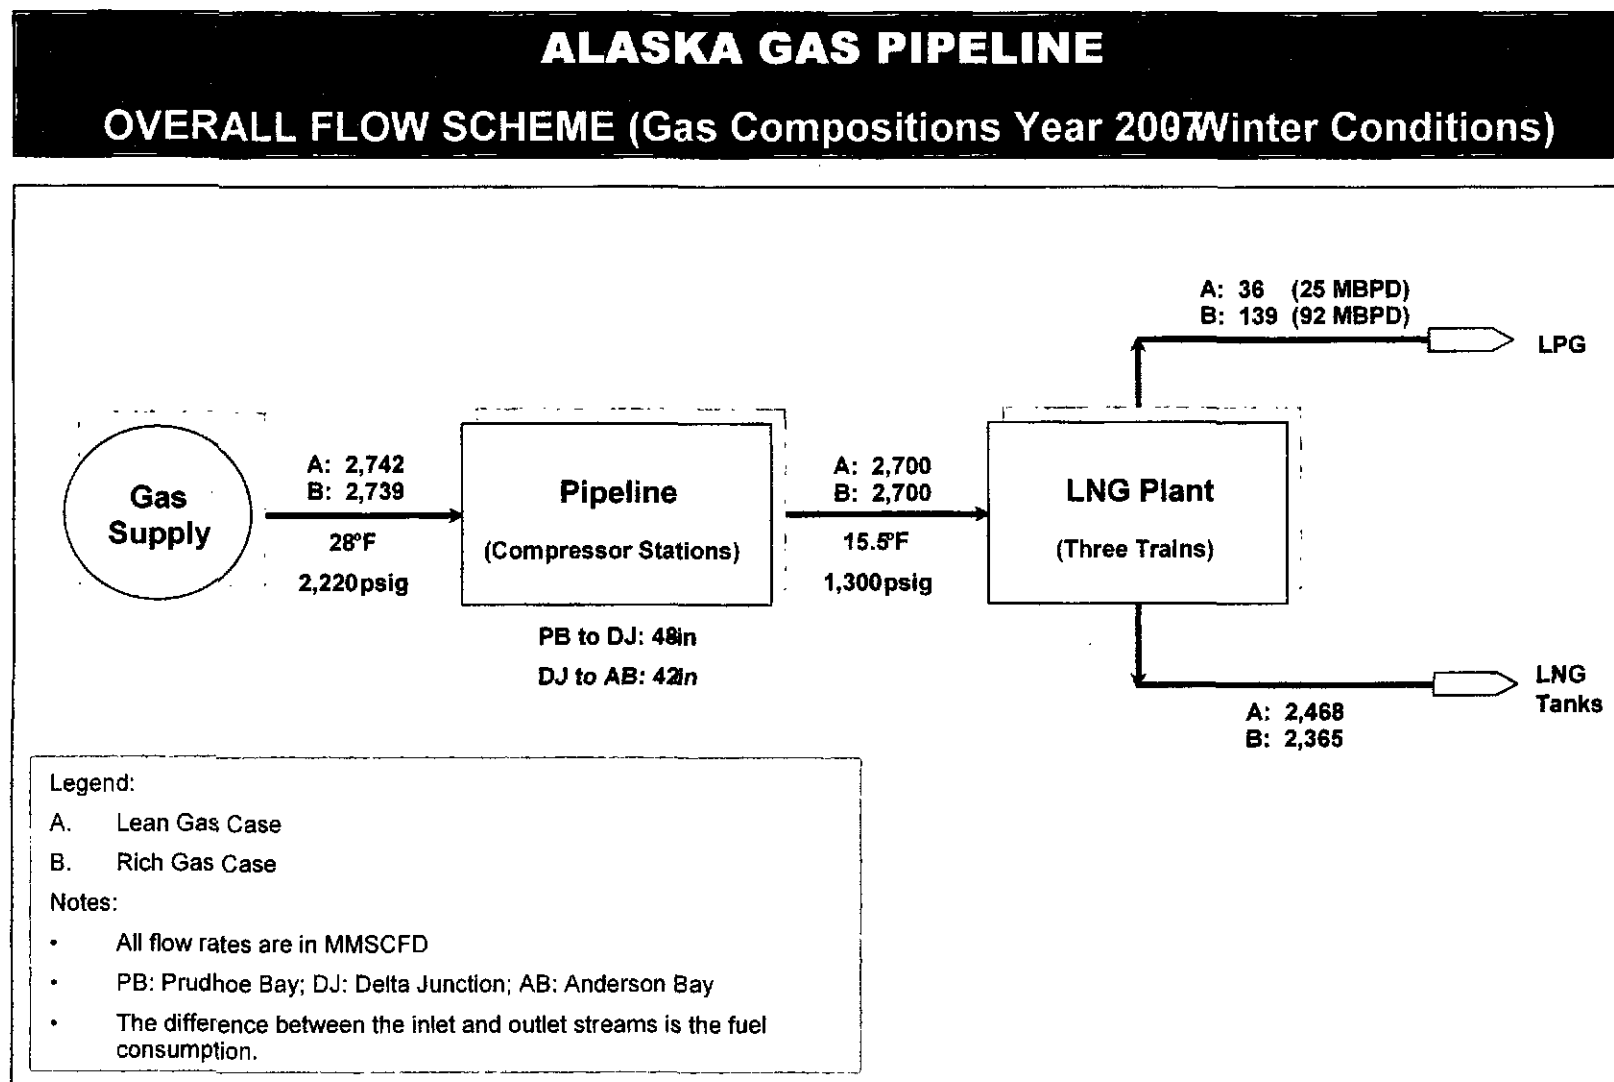 ALASKA GAS PIPELINE
OVERALL FLOW SCHEME (Gas Compositions Year 2007 Winter Conditions)
A: 36 (25 MBPD)
B: 139 (92 MBPD)
LPG
Gas
Supply
A: 2,742
B: 2,739
28°F
2,220psig
Pipeline
(Compressor Stations)
PB to DJ: 48in
DJ to AB: 42in
A: 2,700
B: 2,700
15.5°F
1,300psig
LNG Plant
(Three Trains)
LNG
Tanks
A: 2,468
B: 2,365
Legend:
A. Lean Gas Case
B. Rich Gas Case
Notes:
• All flow rates are in MMSCFD
• PB: Prudhoe Bay; DJ: Delta Junction; AB: Anderson Bay
• The difference between the inlet and outlet streams is the fuel
consumption.